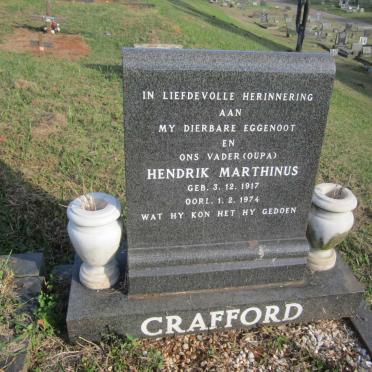 IN LIEFDEVOLLE HERINNERING
AAN
MY DIERBARE EGGENOOT
EN
ONS VADER (OUPA)
HENDRIK MARTHINUS
GEB. 3. 12. 1917
OORL. 1. 2. 1974
WAT HY KON HET HY GEDOEN
CRAFFORD